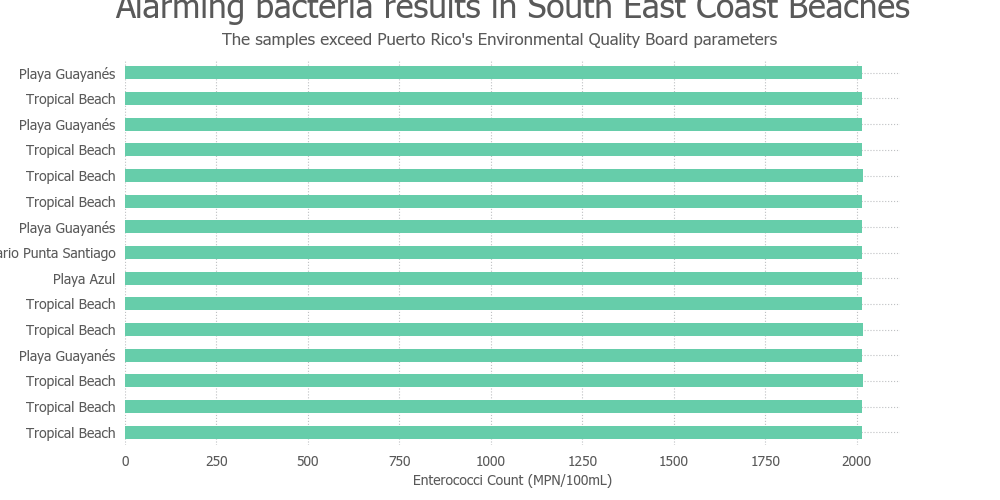 Alarming bacteria results in South East Coast Beaches
The samples exceed Puerto Rico's Environmental Quality Board parameters
Playa Guayanés
Tropical Beach
Playa Guayanés
Tropical Beach
Tropical Beach
Tropical Beach
Playa Guayanés
Punta Santiago
Playa Azul
Tropical Beach
Tropical Beach
Playa Guayanés
Tropical Beach
Tropical Beach
Tropical Beach
0 250 500 750 1000 1250 1500 1750 2000
Enterococci Count (MPN/100mL)